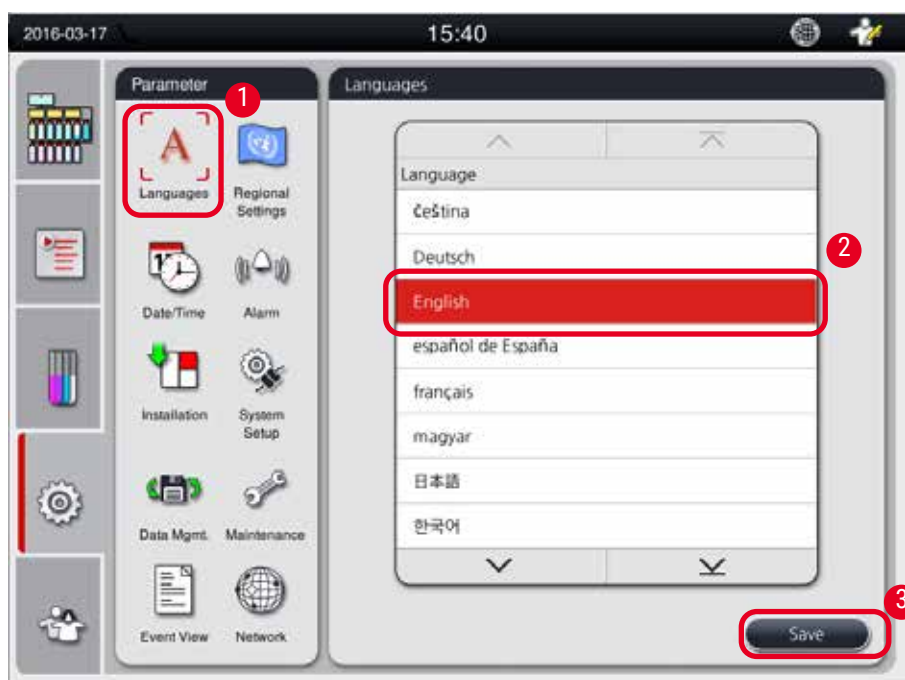 2016-03-17
15:40
Parameter
1
Languages
Regional
Settings
Date/Time
Alarm
Installation
System
Setup
Data Mgmt.
Maintenance
Event View
Network
Languages
Language
čeština
Deutsch
2
English
español de España
français
magyar
日本語
한국어
3
Save